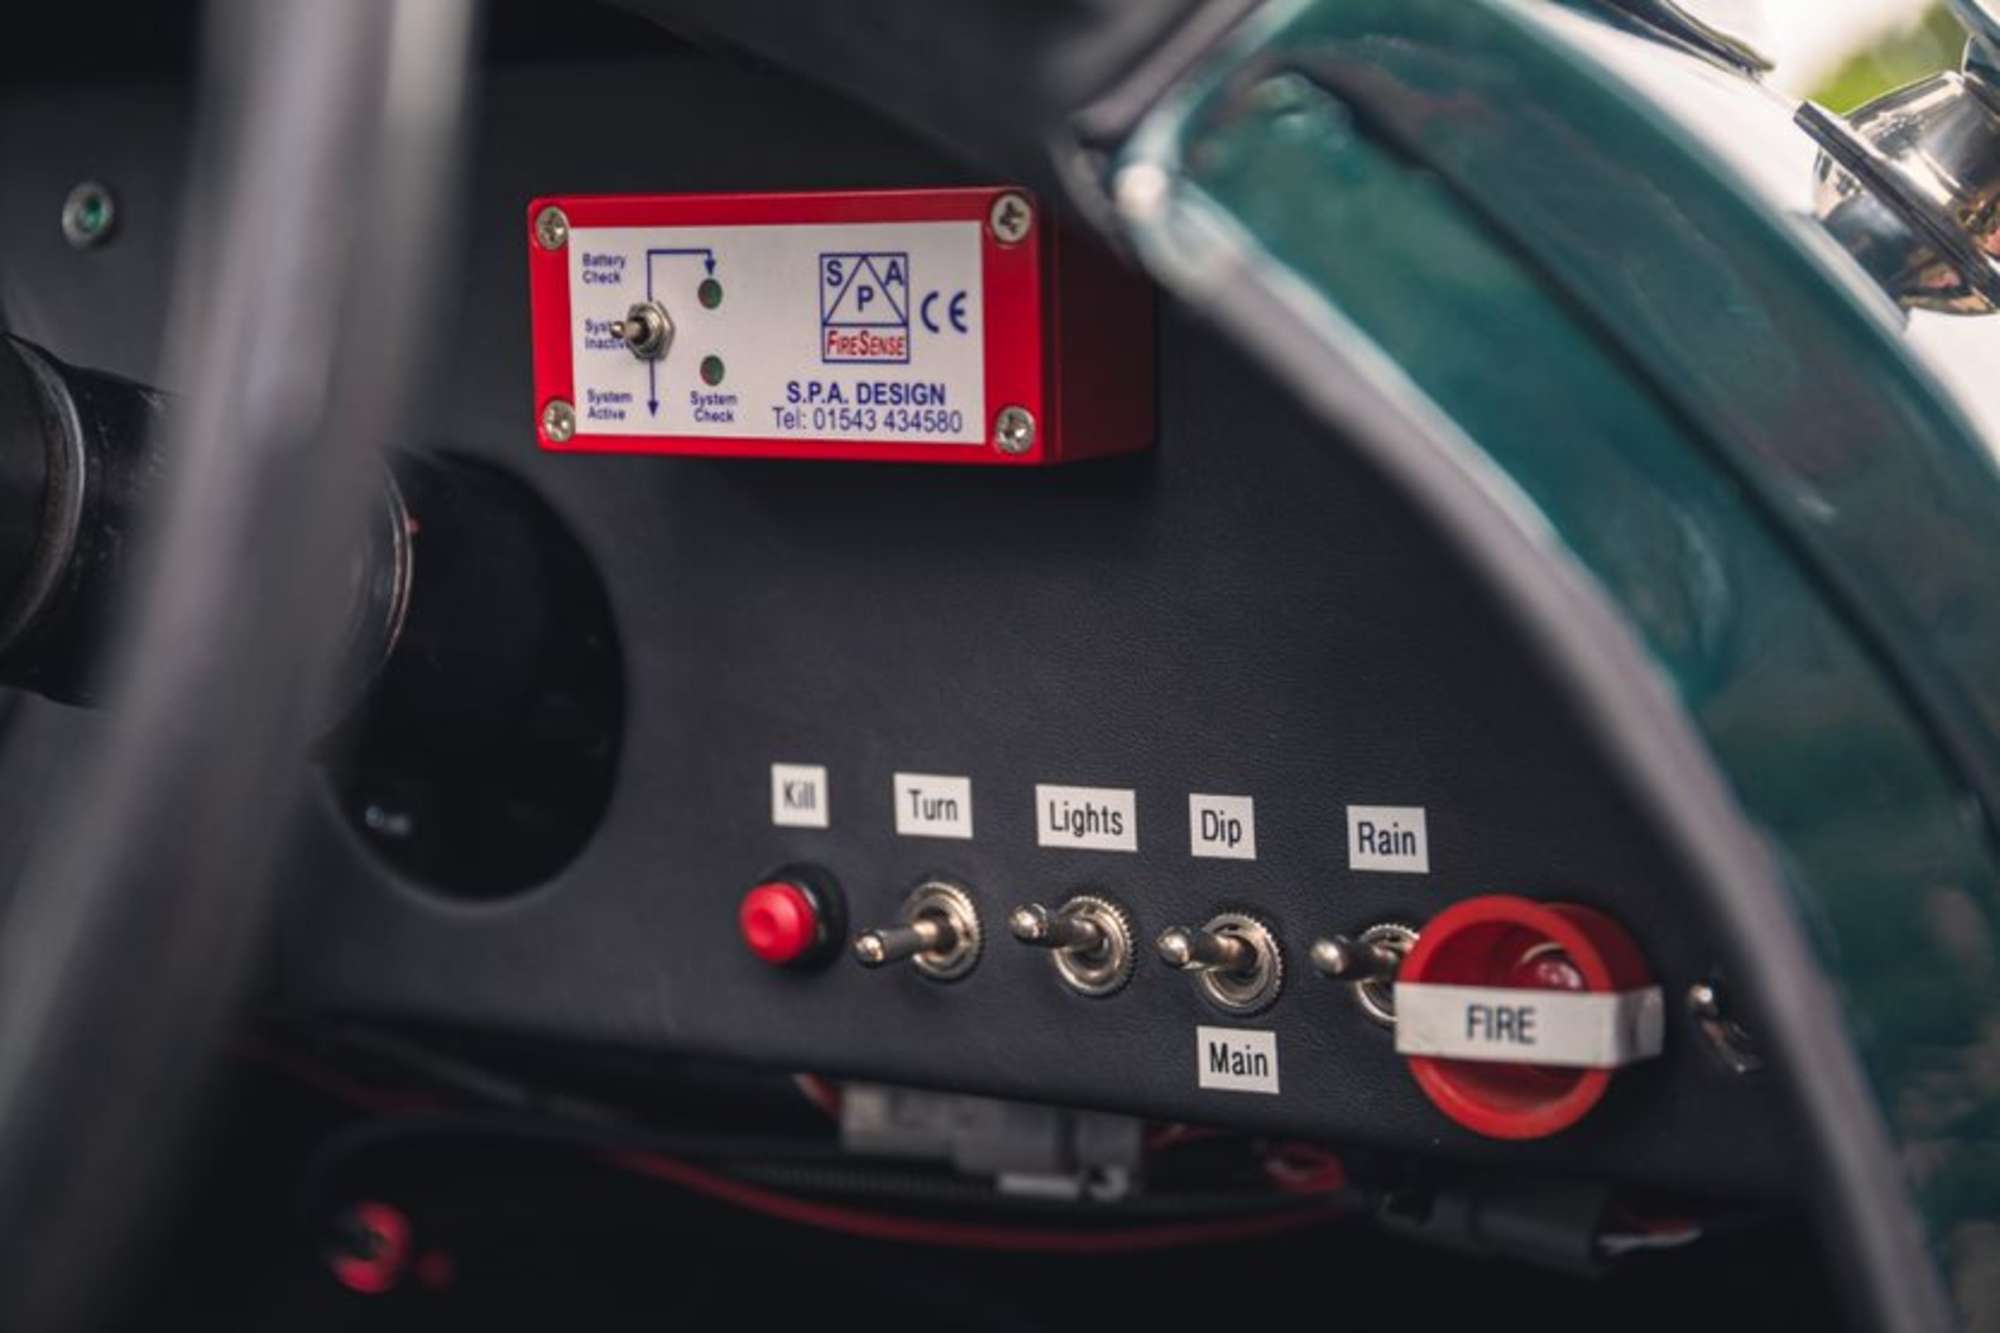 Battery
Check
System
Inactive
System
Active
System
Check
S P A
FIRESENSE
CE
S.P.A. DESIGN
Tel: 01543 434580
Kill
Turn
Lights
Dip
Rain
Main
FIRE